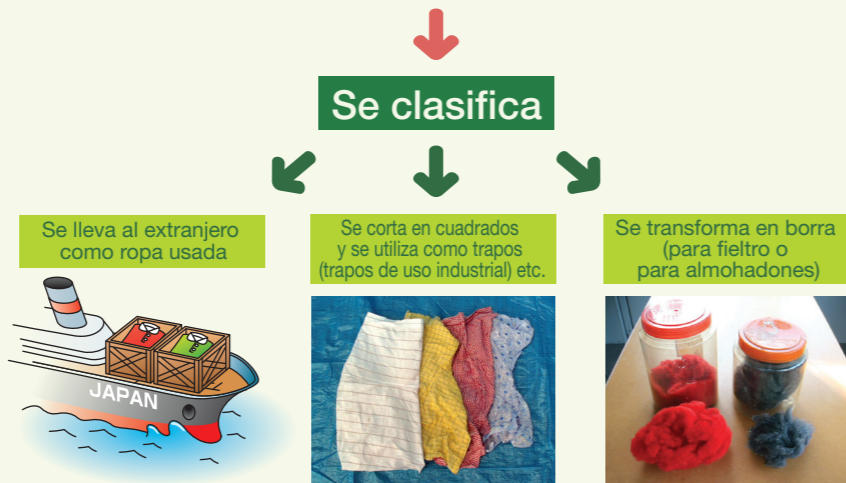 Se clasifica
Se lleva al extranjero
como ropa usada
Se corta en cuadrados
y se utiliza como trapos
(trapos de uso industrial) etc.
Se transforma en borra
(para fieltro o
para almohadones)
JAPAN